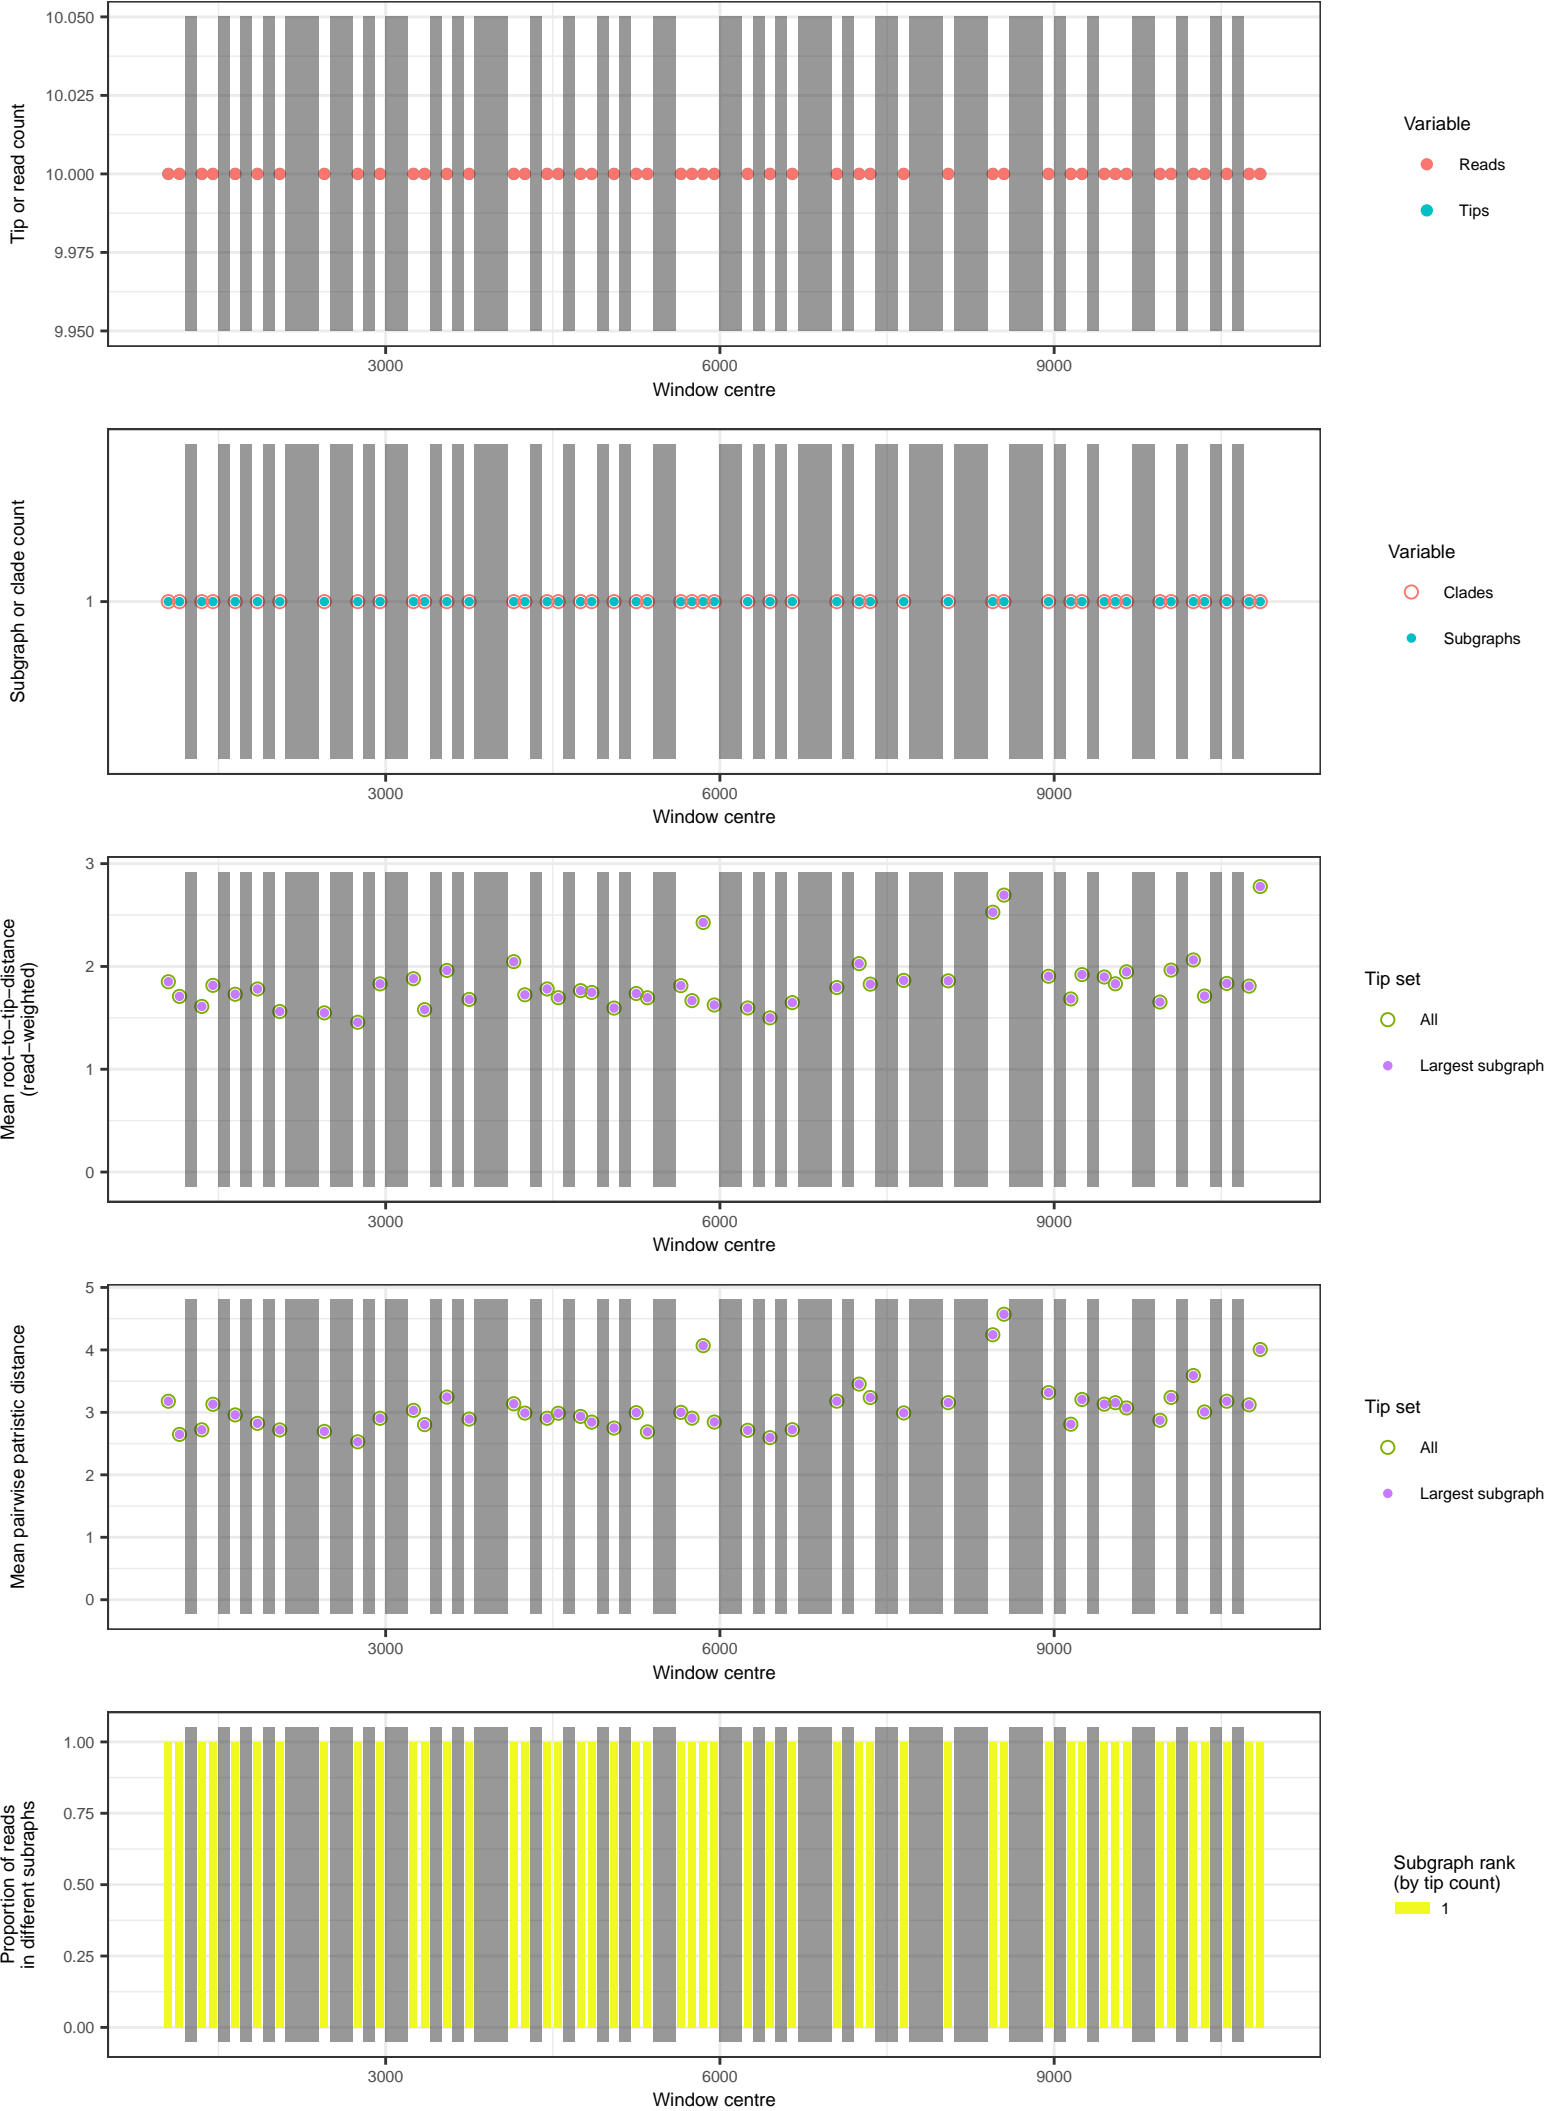 10.050
10.025
10.000
9.975
9.950
Tip or read count
3000
6000
9000
Window centre
Variable
Reads
Tips
1
Subgraph or clade count
3000
6000
9000
Window centre
Variable
Clades
Subgraphs
3
2
1
0
Mean root−to−tip−distance
(read−weighted)
3000
6000
9000
Window centre
Tip set
All
Largest subgraph
5
4
3
2
1
0
Mean pairwise patristic distance
3000
6000
9000
Window centre
Tip set
All
Largest subgraph
1.00
0.75
0.50
0.25
0.00
Proportion of reads
in different subraphs
3000
6000
9000
Window centre
Subgraph rank
(by tip count)
1